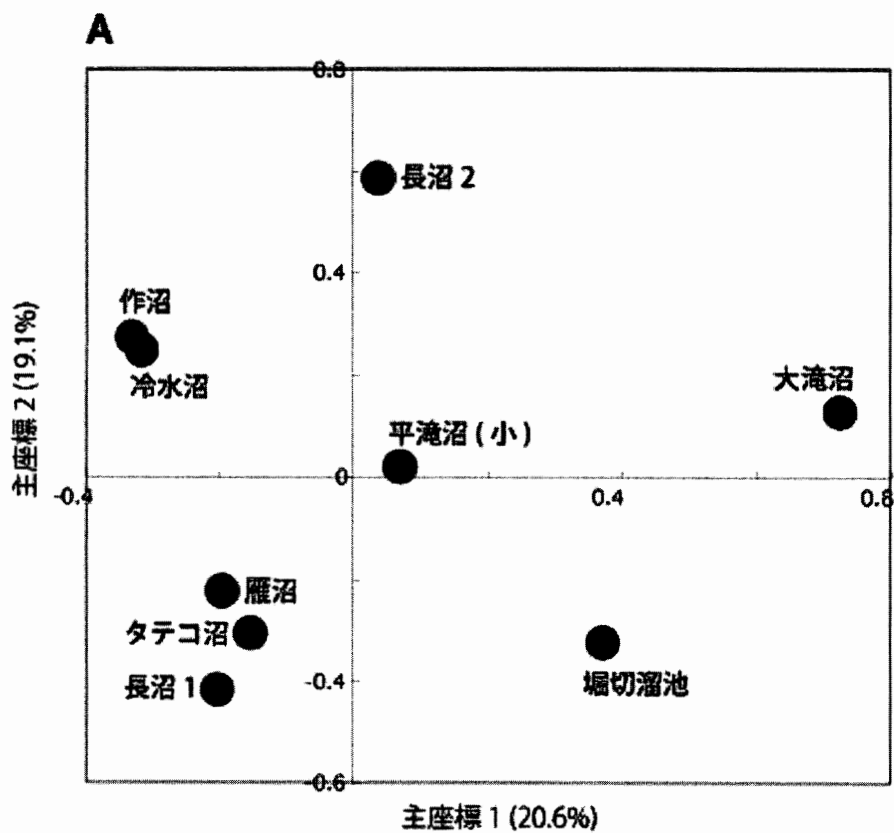 A
0.8
長沼 2
0.4
作沼
冷水沼
大滝沼
平滝沼 ( 小 )
0
-0.4
0.4
0.8
雁沼
タテコ沼
長沼 1
-0.4
堀切溜池
-0.6
主座標 2 (19.1%)
主座標 1 (20.6%)